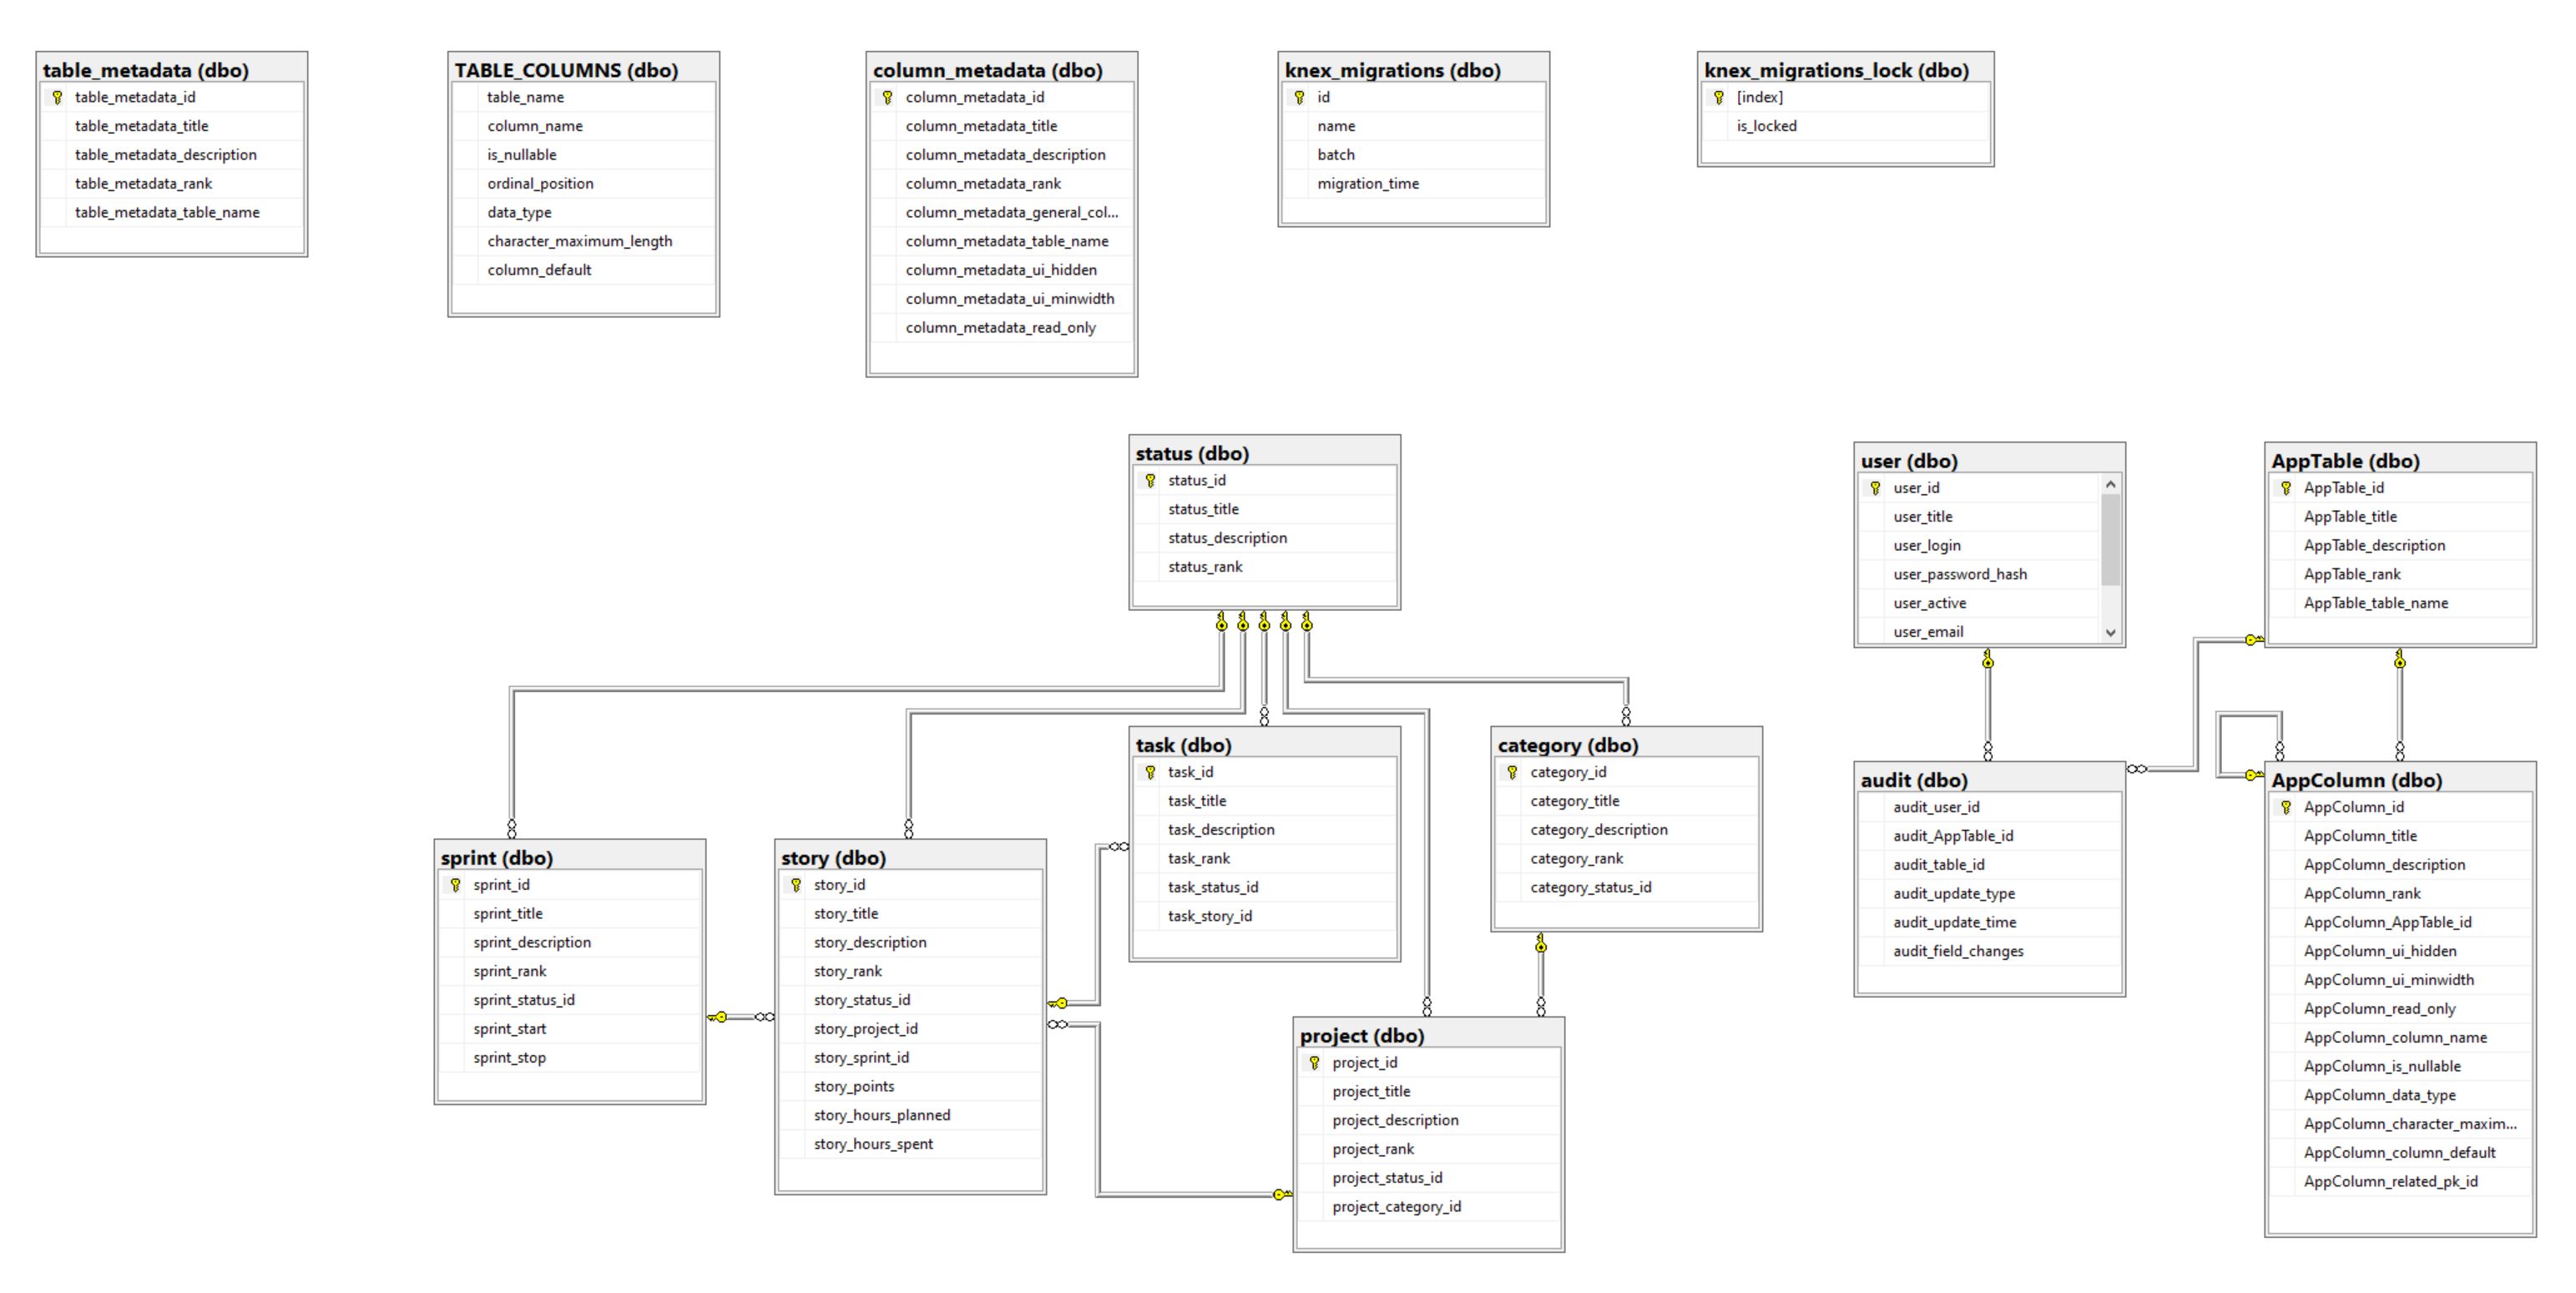 table_metadata (dbo)
table_metadata_id
table_metadata_title
table_metadata_description
table_metadata_rank
table_metadata_table_name
TABLE_COLUMNS (dbo)
table_name
column_name
is_nullable
ordinal_position
data_type
character_maximum_length
column_default
column_metadata (dbo)
column_metadata_id
column_metadata_title
column_metadata_description
column_metadata_rank
column_metadata_general_col...
column_metadata_table_name
column_metadata_ui_hidden
column_metadata_ui_minwidth
column_metadata_read_only
knex_migrations (dbo)
id
name
batch
migration_time
knex_migrations_lock (dbo)
[index]
is_locked
status (dbo)
status_id
status_title
status_description
status_rank
user (dbo)
user_id
user_title
user_login
user_password_hash
user_active
user_email
AppTable (dbo)
AppTable_id
AppTable_title
AppTable_description
AppTable_rank
AppTable_table_name
sprint (dbo)
sprint_id
sprint_title
sprint_description
sprint_rank
sprint_status_id
sprint_start
sprint_stop
story (dbo)
story_id
story_title
story_description
story_rank
story_status_id
story_project_id
story_sprint_id
story_points
story_hours_planned
story_hours_spent
task (dbo)
task_id
task_title
task_description
task_rank
task_status_id
task_story_id
category (dbo)
category_id
category_title
category_description
category_rank
category_status_id
project (dbo)
project_id
project_title
project_description
project_rank
project_status_id
project_category_id
audit (dbo)
audit_user_id
audit_AppTable_id
audit_table_id
audit_update_type
audit_update_time
audit_field_changes
AppColumn (dbo)
AppColumn_id
AppColumn_title
AppColumn_description
AppColumn_rank
AppColumn_AppTable_id
AppColumn_ui_hidden
AppColumn_ui_minwidth
AppColumn_read_only
AppColumn_column_name
AppColumn_is_nullable
AppColumn_data_type
AppColumn_character_maxim...
AppColumn_column_default
AppColumn_related_pk_id